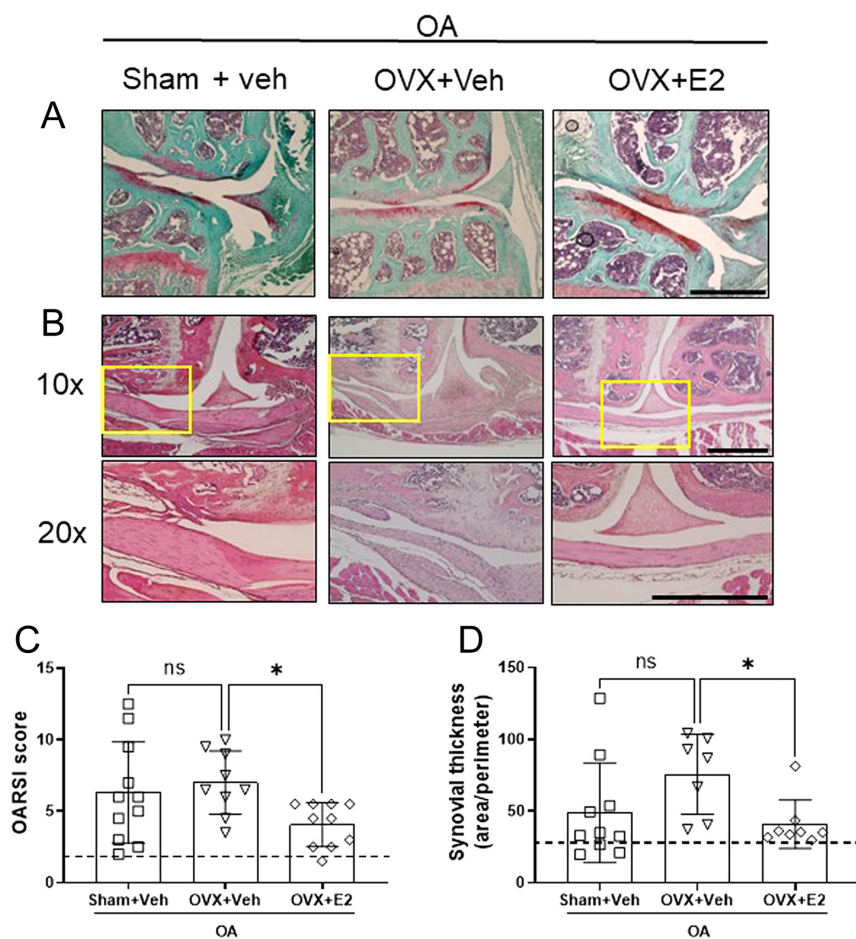 OA
Sham + veh OVX+Veh OVX+E2
A
B
10x
20x
C
D
ns *
ns *
OARSI score
15
10
5
0
Sham+Veh OVX+Veh OVX+E2
OA
Synovial thickness
(area/perimeter)
150
100
50
0
Sham+Veh OVX+Veh OVX+E2
OA